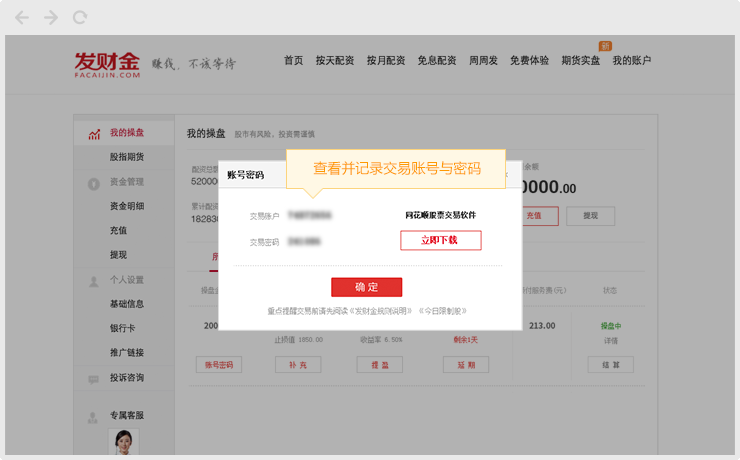 发财金
FACAIJIN.COM
赚钱，不该等待
新
首页 按天配资 按月配资 免息配资 周周发 免费体验 期货实盘 我的账户
我的操盘
股指期货
资金管理
资金明细
充值
提现
个人设置
基础信息
银行卡
推广链接
投诉咨询
专属客服
我的操盘 股市有风险，投资需谨慎
配资总
52000
累计配资
18283
余额
0000.00
充值 提现
查看并记录交易账号与密码
账号密码
交易账户
同花顺股票交易软件
交易密码
立即下载
确 定
重点提醒交易前请先阅读《发财金规则说明》《今日限制股》
操盘
付服务费(元) 状态
200
213.00 操盘中
止损值 1650.00 收益率 6.50% 剩余1天
详情
账号密码 补 充 提 盈 延 期 结 算